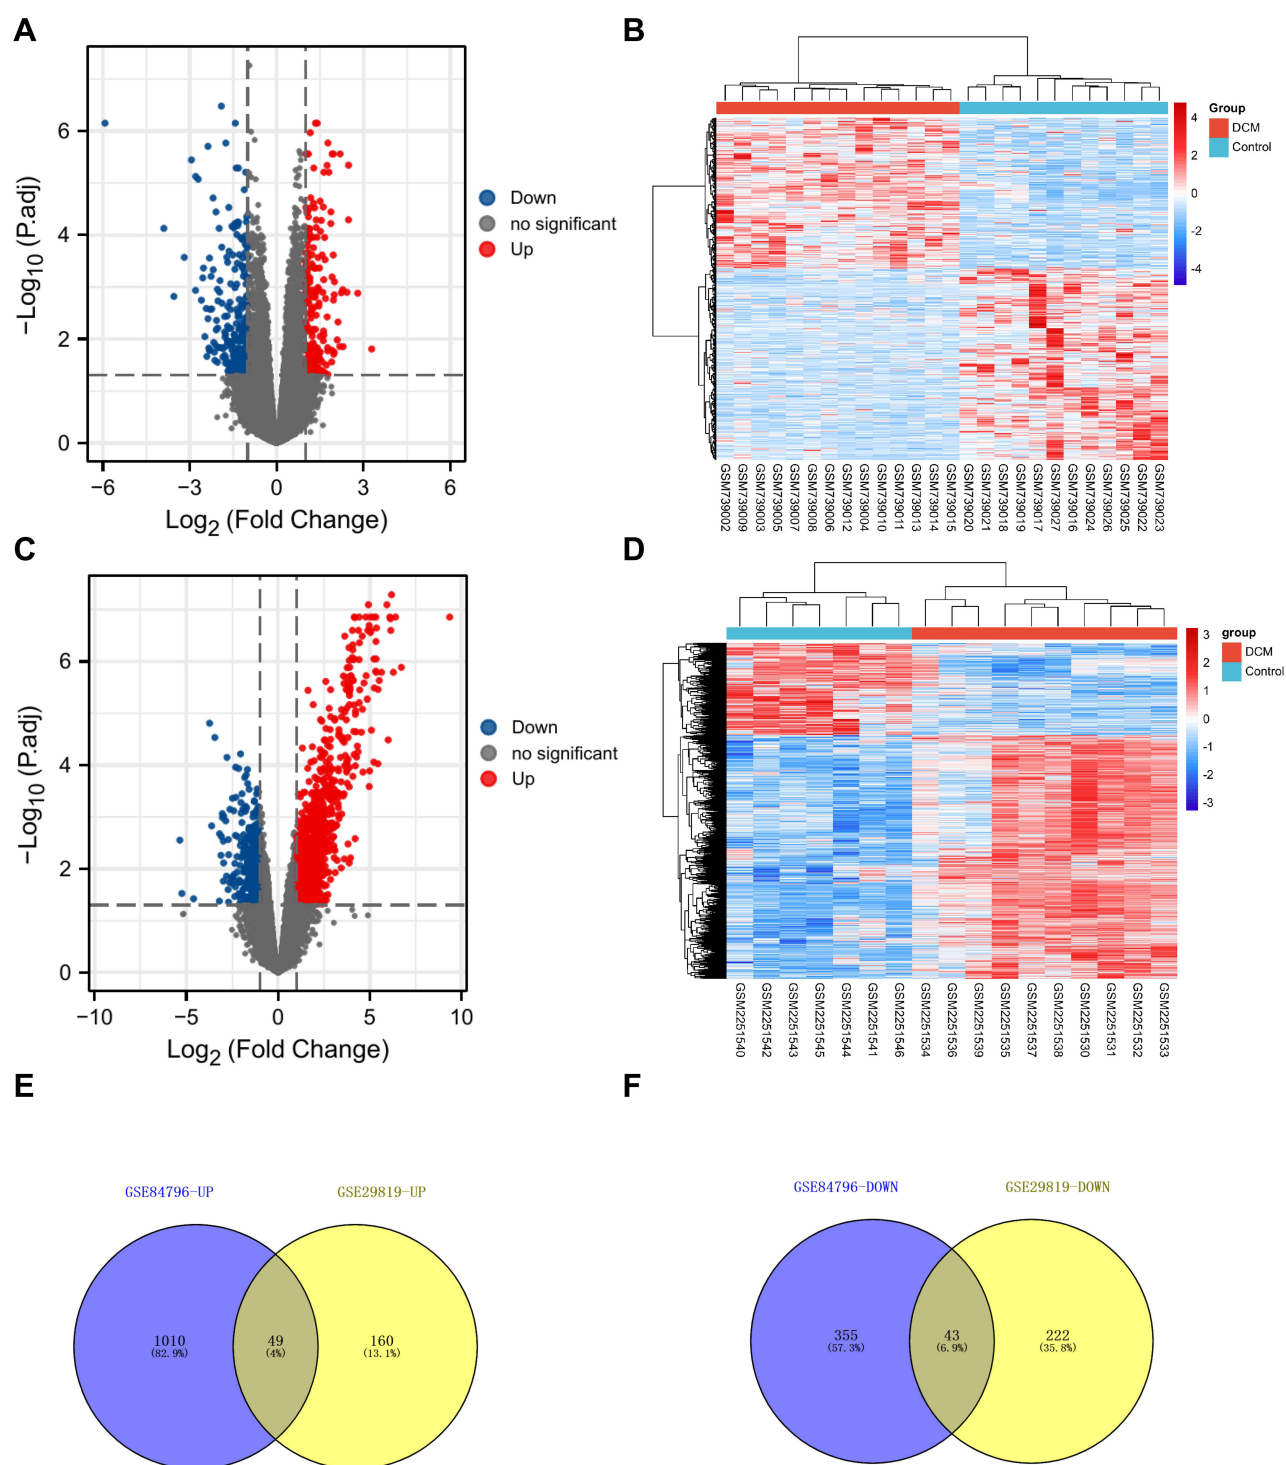 A
−Log10 (P.adj)
6
4
2
0
−6 −3 0 3 6
Log2 (Fold Change)
Down
no significant
Up
B
4
2
0
-2
-4
Group
DCM
Control
GSM739002
GSM739009
GSM739003
GSM739005
GSM739007
GSM739008
GSM739006
GSM739012
GSM739004
GSM739010
GSM739011
GSM739013
GSM739014
GSM739015
GSM739020
GSM739021
GSM739018
GSM739019
GSM739017
GSM739027
GSM739016
GSM739024
GSM739026
GSM739025
GSM739022
GSM739023
C
−Log10 (P.adj)
6
4
2
0
−10 −5 0 5 10
Log2 (Fold Change)
Down
no significant
Up
D
3
2
1
0
-1
-2
-3
group
DCM
Control
GSM2251540
GSM2251542
GSM2251543
GSM2251545
GSM2251544
GSM2251541
GSM2251546
GSM2251534
GSM2251536
GSM2251539
GSM2251535
GSM2251537
GSM2251538
GSM2251530
GSM2251531
GSM2251532
GSM2251533
E
GSE84796-UP GSE29819-UP
1010 49 160
(82.9%) (4%) (13.1%)
F
GSE84796-DOWN GSE29819-DOWN
355 43 222
(57.3%) (6.9%) (35.8%)